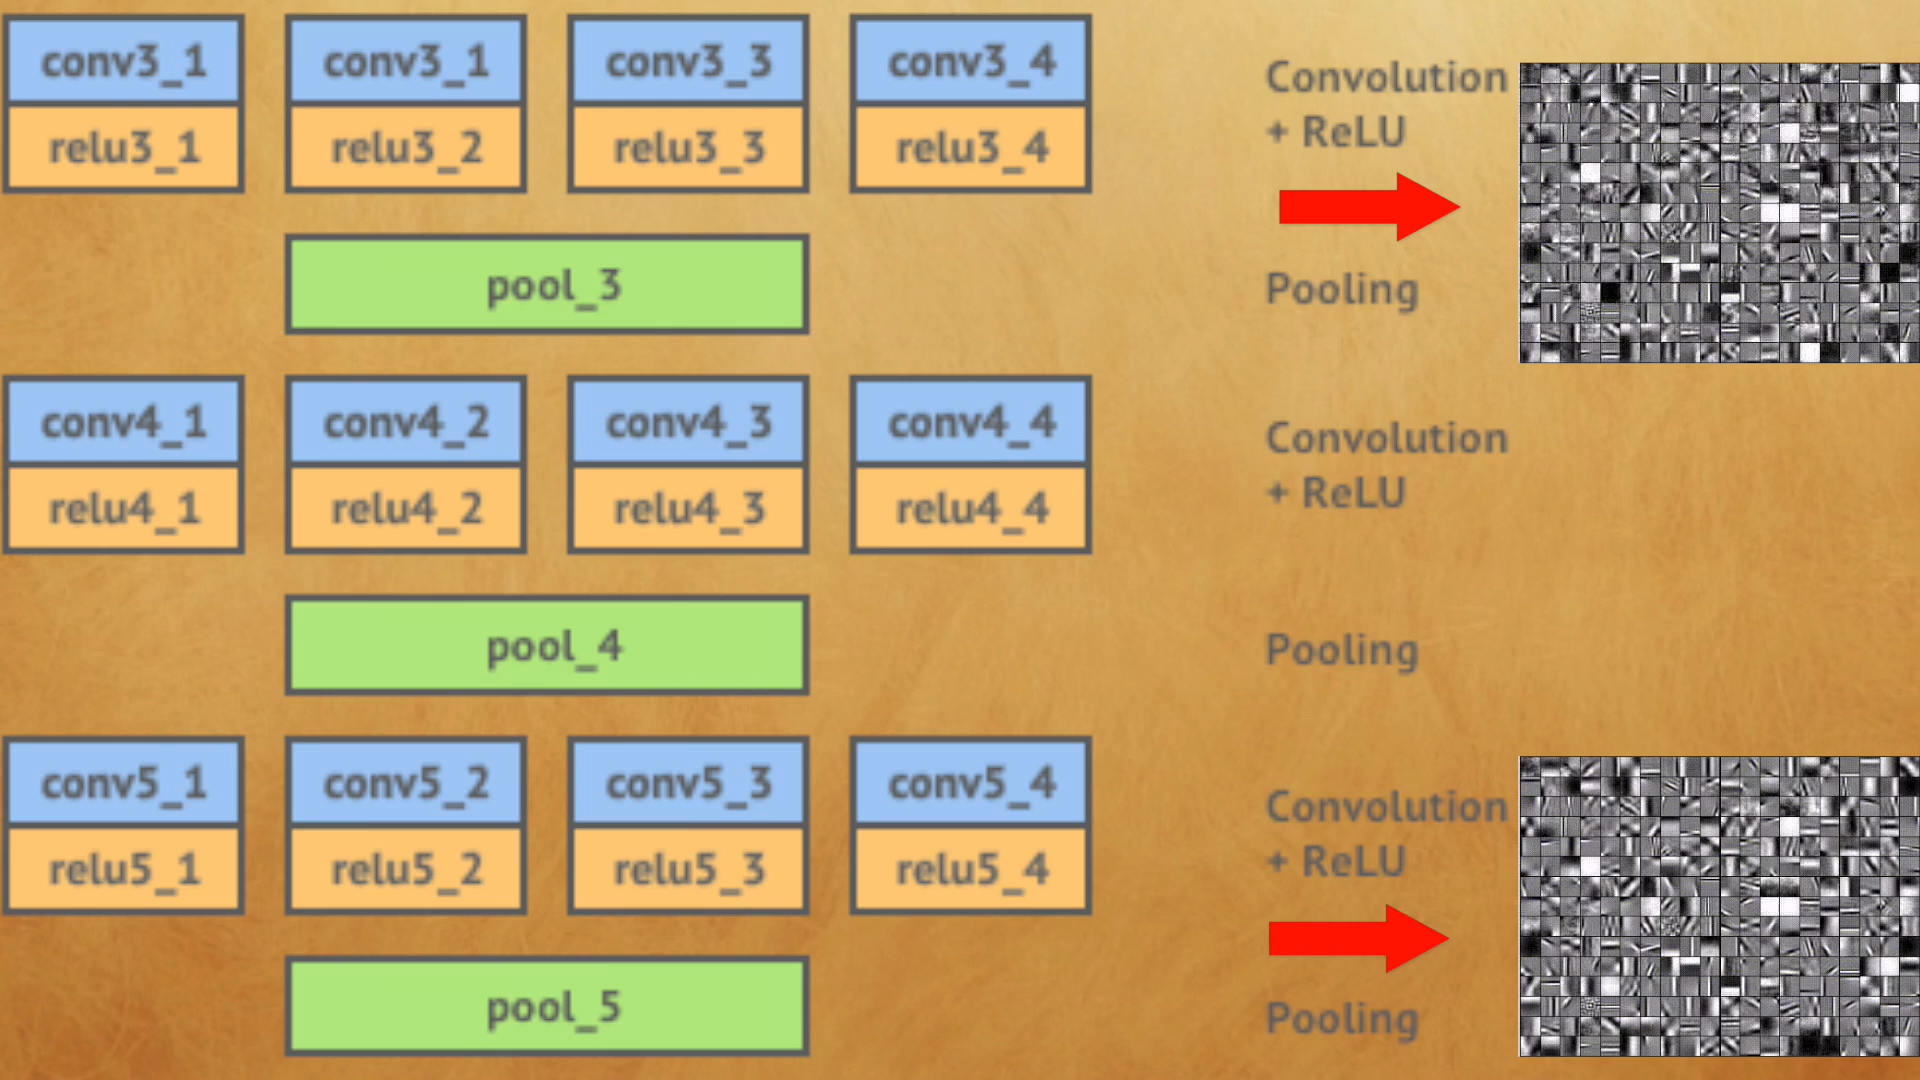 conv3_1 conv3_1 conv3_3 conv3_4
relu3_1 relu3_2 relu3_3 relu3_4
Convolution
+ ReLU
pool_3
Pooling
conv4_1 conv4_2 conv4_3 conv4_4
relu4_1 relu4_2 relu4_3 relu4_4
Convolution
+ ReLU
pool_4
Pooling
conv5_1 conv5_2 conv5_3 conv5_4
relu5_1 relu5_2 relu5_3 relu5_4
Convolution
+ ReLU
pool_5
Pooling